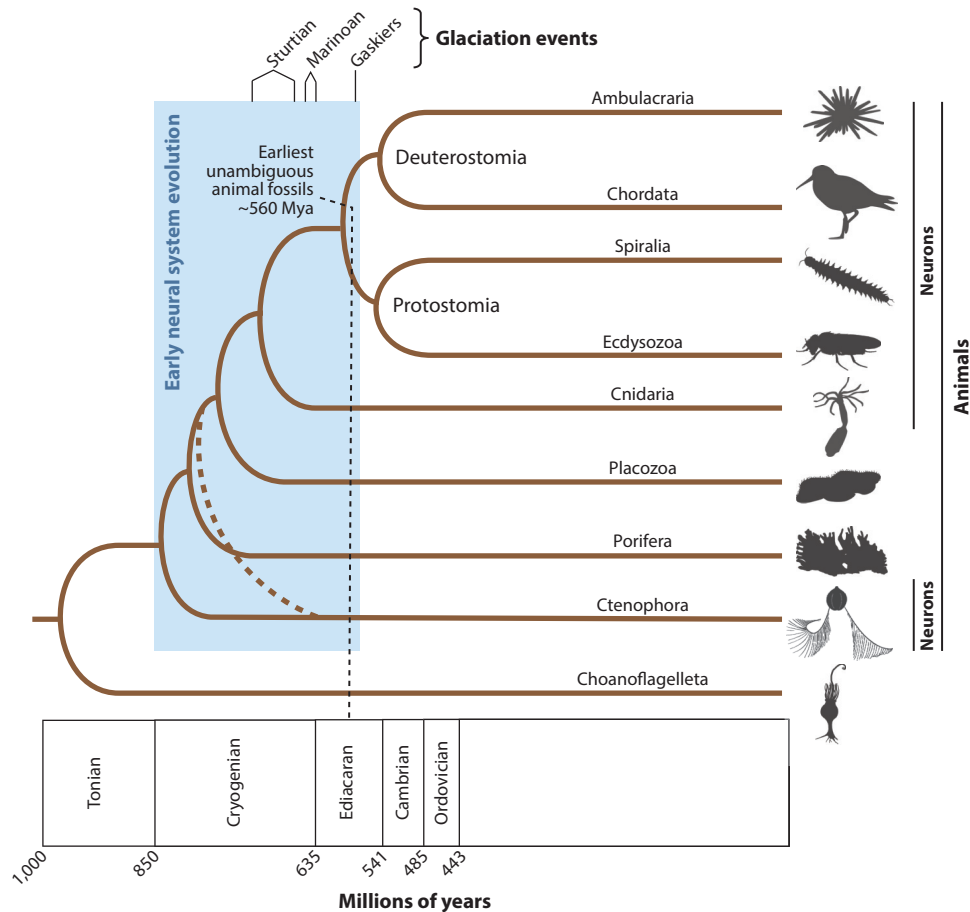 Sturtian
Marinoan
Gaskiers
Glaciation events
Early neural system evolution
Earliest
unambiguous
animal fossils
~560 Mya
Ambulacraria
Deuterostomia
Chordata
Spiralia
Protostomia
Ecdysozoa
Cnidaria
Placozoa
Porifera
Ctenophora
Choanoflagelleta
Neurons
Neurons
Animals
Tonian
Cryogenian
Ediacaran
Cambrian
Ordovician
1,000
850
635
541
485
443
Millions of years